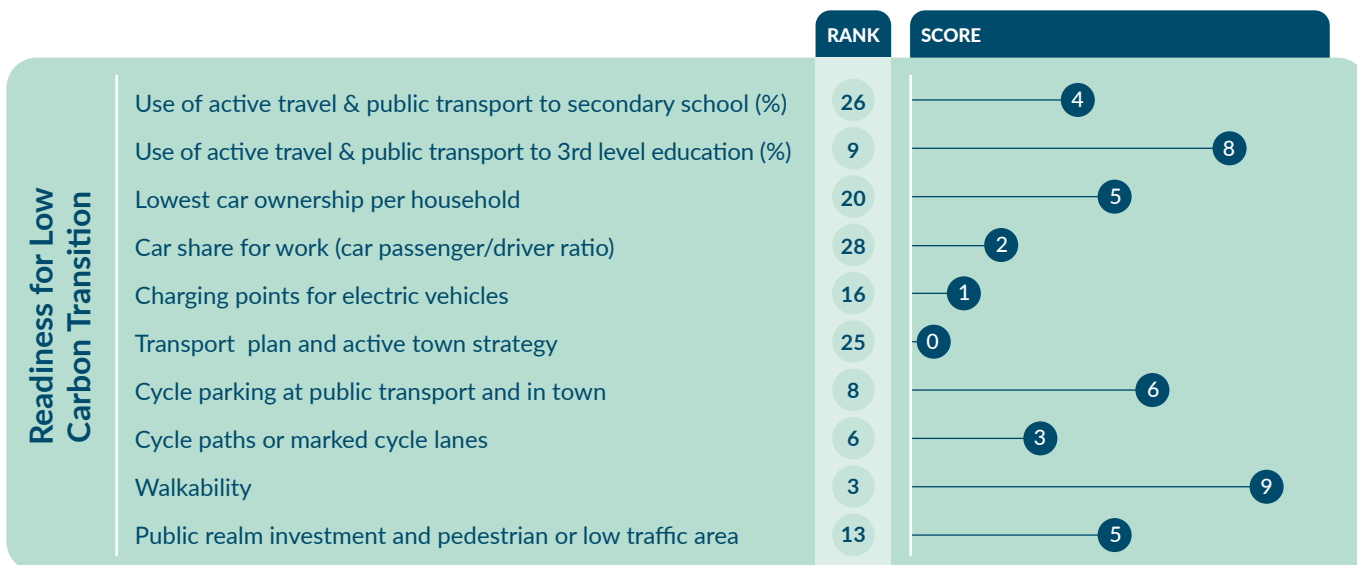 RANK SCORE
Readiness for Low
Carbon Transition
Use of active travel & public transport to secondary school (%) 26 4
Use of active travel & public transport to 3rd level education (%) 9 8
Lowest car ownership per household 20 5
Car share for work (car passenger/driver ratio) 28 2
Charging points for electric vehicles 16 1
Transport plan and active town strategy 25 0
Cycle parking at public transport and in town 8 6
Cycle paths or marked cycle lanes 6 3
Walkability 3 9
Public realm investment and pedestrian or low traffic area 13 5